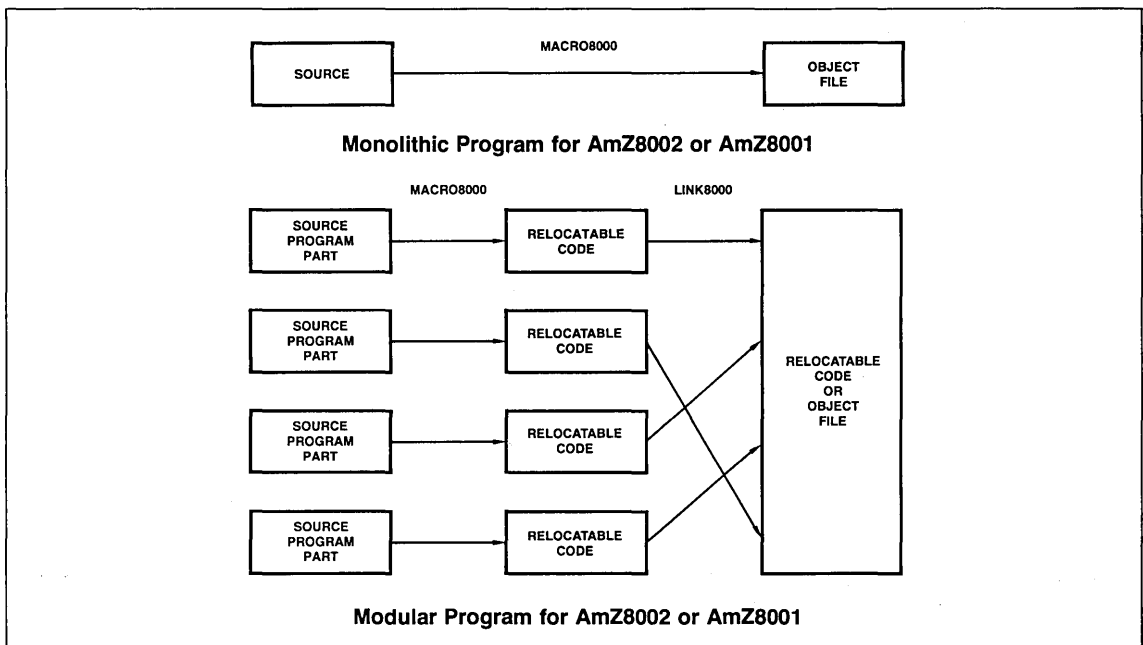 MACRO8000
SOURCE
OBJECT
FILE
Monolithic Program for AmZ8002 or AmZ8001
MACRO8000
LINK8000
SOURCE
PROGRAM
PART
RELOCATABLE
CODE
SOURCE
PROGRAM
PART
RELOCATABLE
CODE
SOURCE
PROGRAM
PART
RELOCATABLE
CODE
SOURCE
PROGRAM
PART
RELOCATABLE
CODE
RELOCATABLE
CODE
OR
OBJECT
FILE
Modular Program for AmZ8002 or AmZ8001